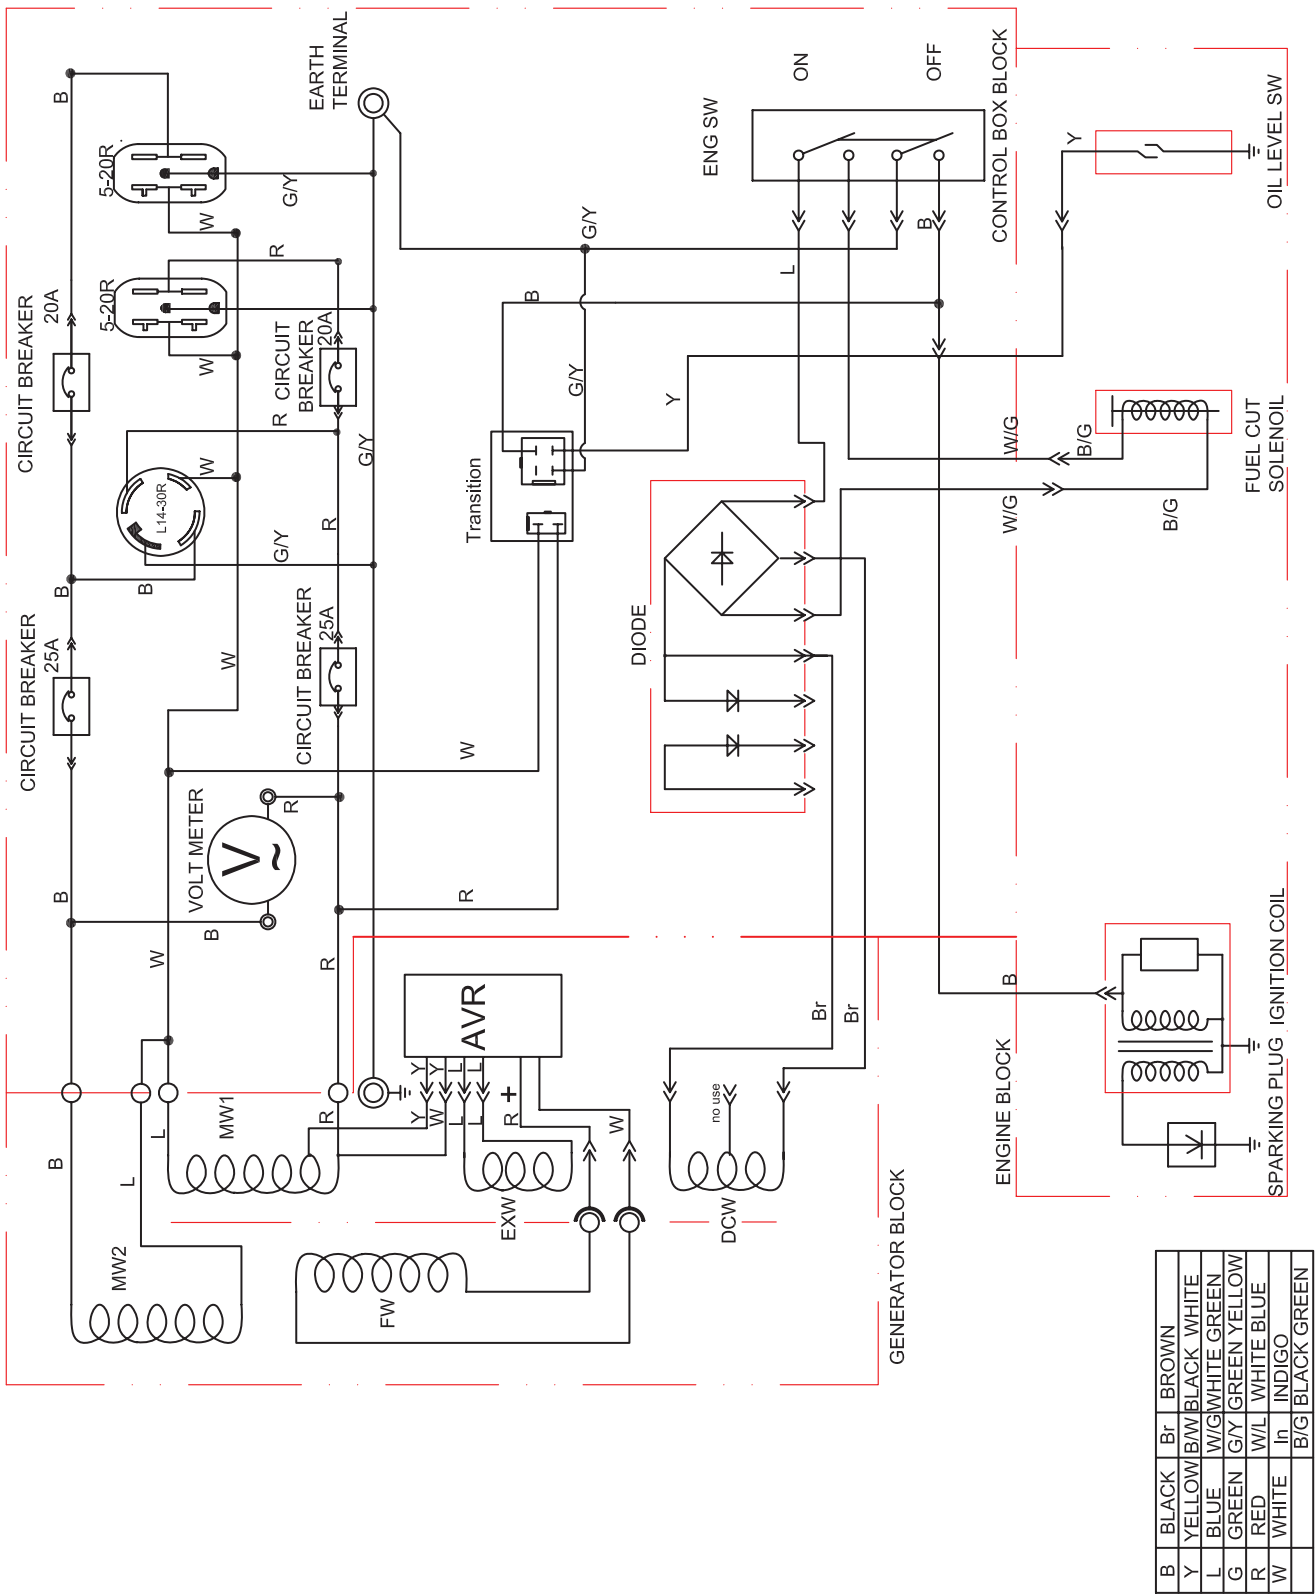 CIRCUIT BREAKER
20A
CIRCUIT BREAKER
25A
B
B
B
B
B
B
B
5-20R
5-20R
L14-30R
W
W
W
W
W
R
R
R
R
R
G/Y
G/Y
G/Y
CIRCUIT
BREAKER
20A
CIRCUIT BREAKER
25A
VOLT METER
V
~
EARTH
TERMINAL
ENG SW
ON
OFF
CONTROL BOX BLOCK
G/Y
G/Y
B
B
L
Y
Transition
W
R
DIODE
Y
OIL LEVEL SW
W/G
B/G
W/G
B/G
FUEL CUT
SOLENOIL
AVR
Y
Y
L
L
Y
W
L
L
R
+
W
Br
Br
no use
MW1
MW2
L
L
R
EXW
FW
DCW
GENERATOR BLOCK
ENGINE BLOCK
B
IGNITION COIL
SPARKING PLUG
B BLACK Br BROWN
Y YELLOW B/W BLACK WHITE
L BLUE W/G WHITE GREEN
G GREEN G/Y GREEN YELLOW
R RED W/L WHITE BLUE
W WHITE In INDIGO
B/G BLACK GREEN